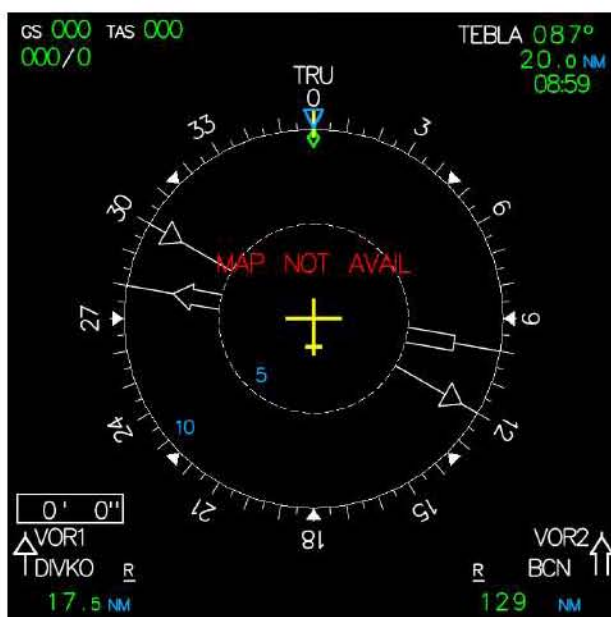 GS 000 TAS 000
000/0
TEBLA 087°
20.0 NM
08:59
TRU
0
33
3
30
6
MAP NOT AVAIL
27
9
5
24
10
12
21
15
18
0' 0"
VOR1
DIVKO R
17.5 NM
VOR2
R BCN
129 NM